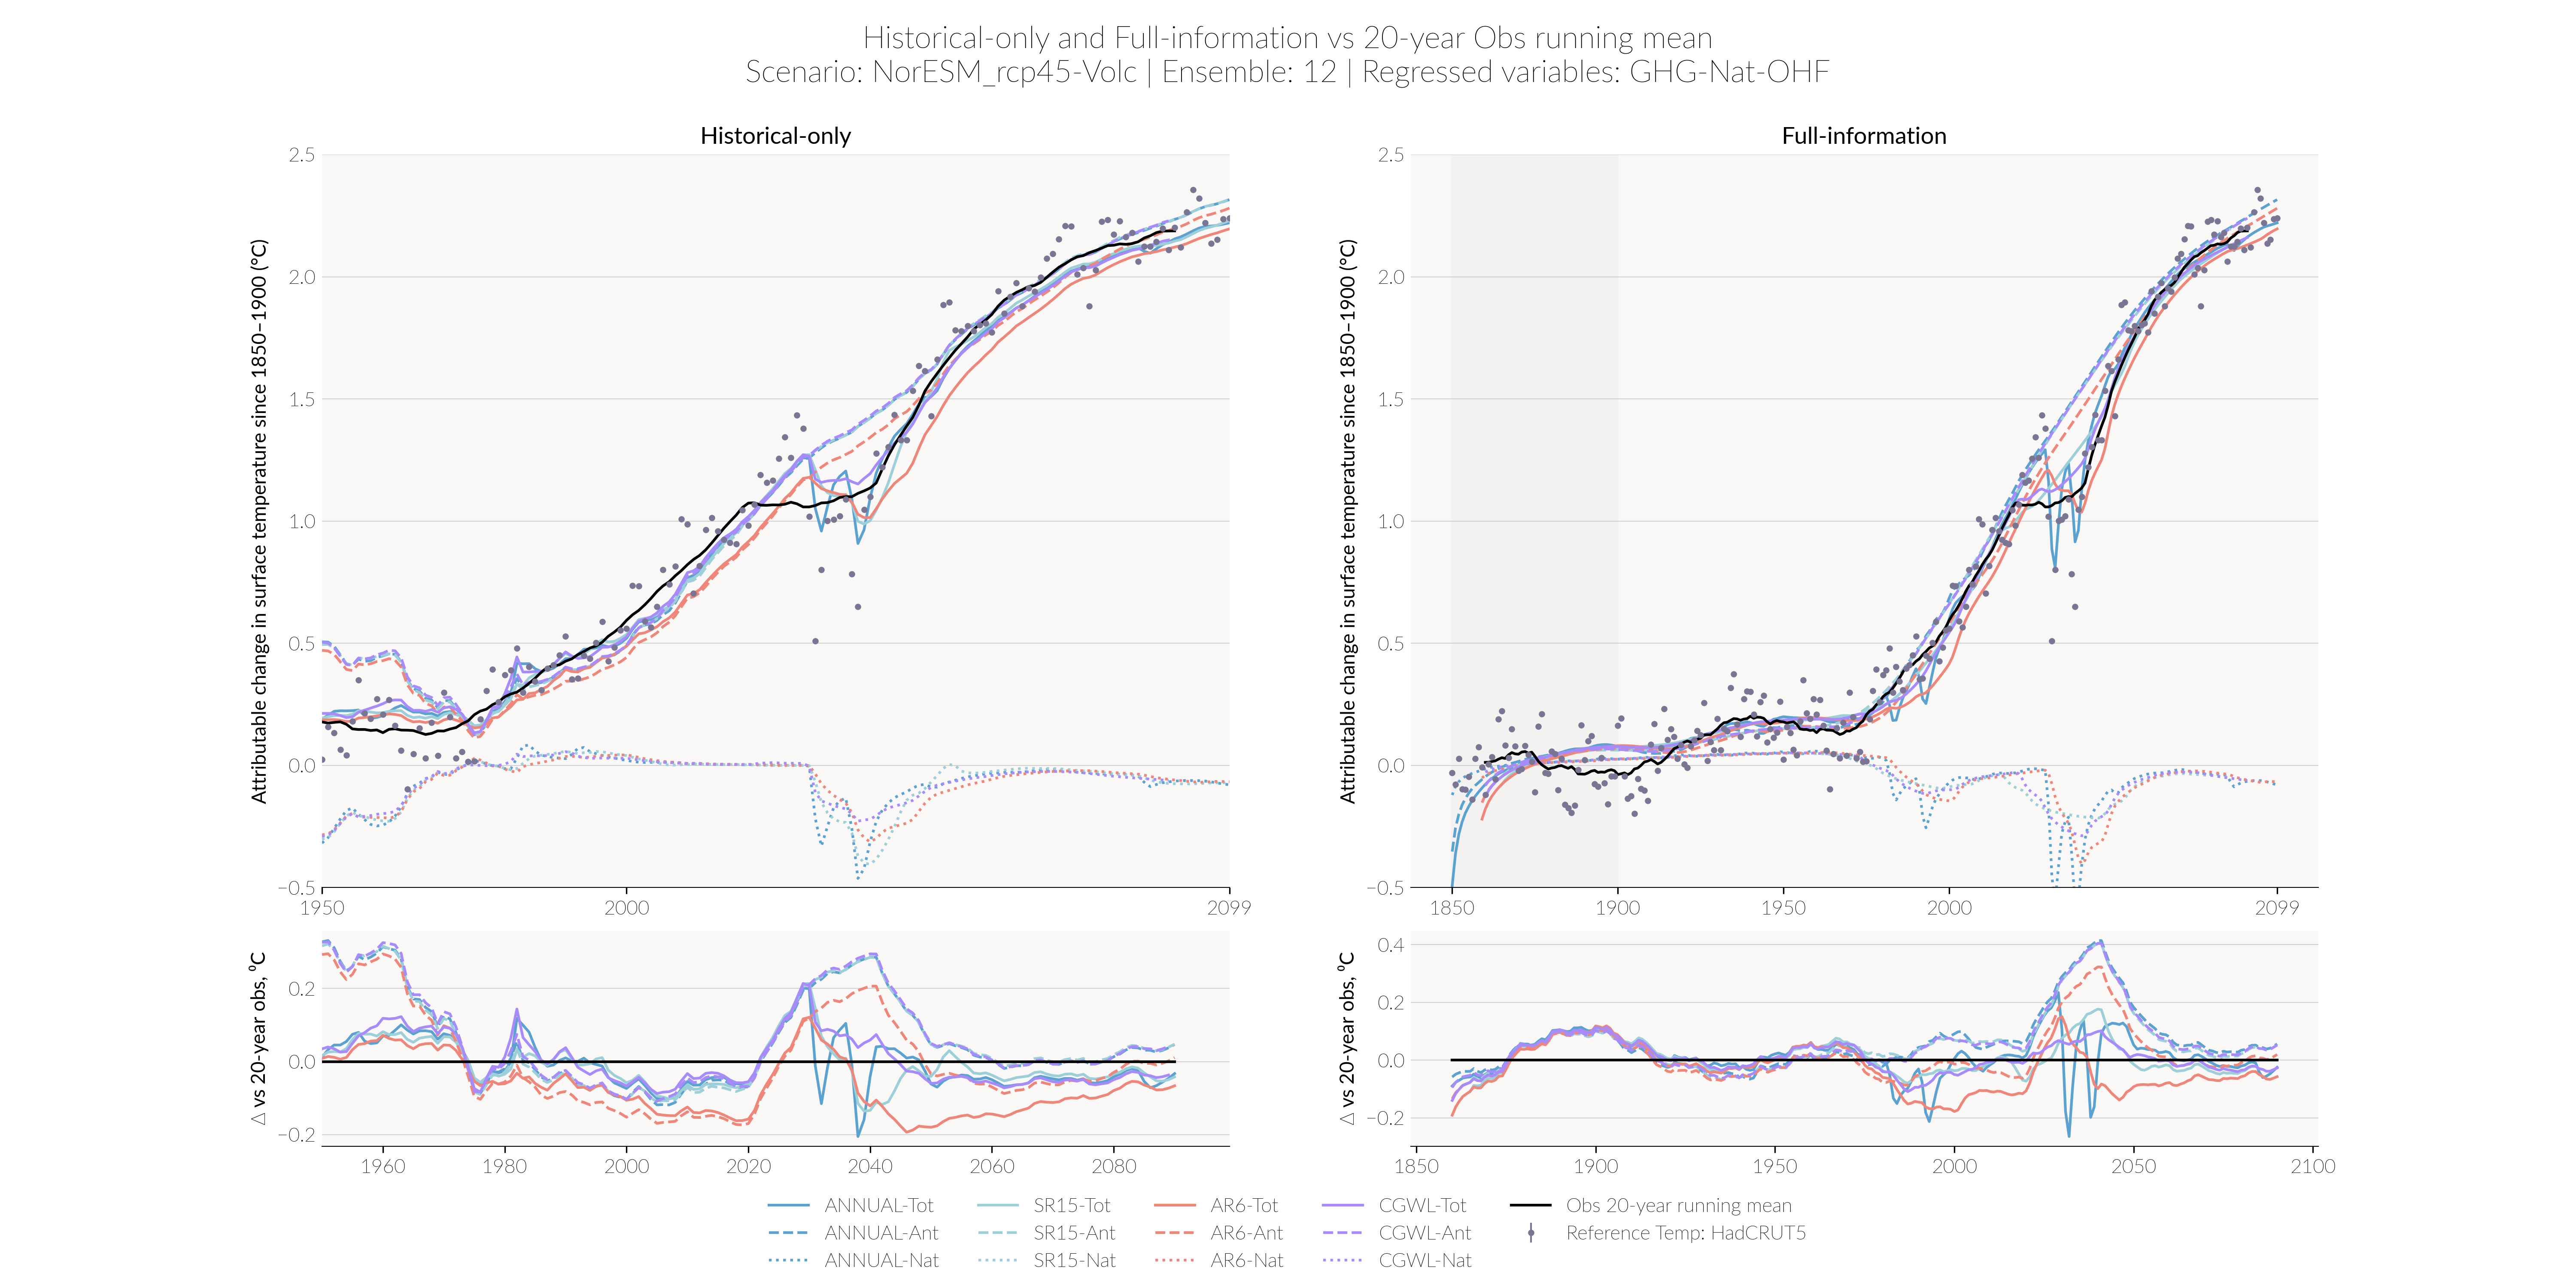 Historical-only and Full-information vs 20-year Obs running mean
Scenario: NorESM_rcp45-Volc | Ensemble: 12 | Regressed variables: GHG-Nat-OHF
Historical-only
Attributable change in surface temperature since 1850–1900 (°C)
2.5
2.0
1.5
1.0
0.5
0.0
−0.5
1950 2000 2099
Δ vs 20-year obs, °C
0.2
0.0
−0.2
1960 1980 2000 2020 2040 2060 2080
Full-information
Attributable change in surface temperature since 1850–1900 (°C)
2.5
2.0
1.5
1.0
0.5
0.0
−0.5
1850 1900 1950 2000 2099
Δ vs 20-year obs, °C
0.4
0.2
0.0
−0.2
1850 1900 1950 2000 2050 2100
ANNUAL-Tot SR15-Tot AR6-Tot CGWL-Tot Obs 20-year running mean
ANNUAL-Ant SR15-Ant AR6-Ant CGWL-Ant Reference Temp: HadCRUT5
ANNUAL-Nat SR15-Nat AR6-Nat CGWL-Nat